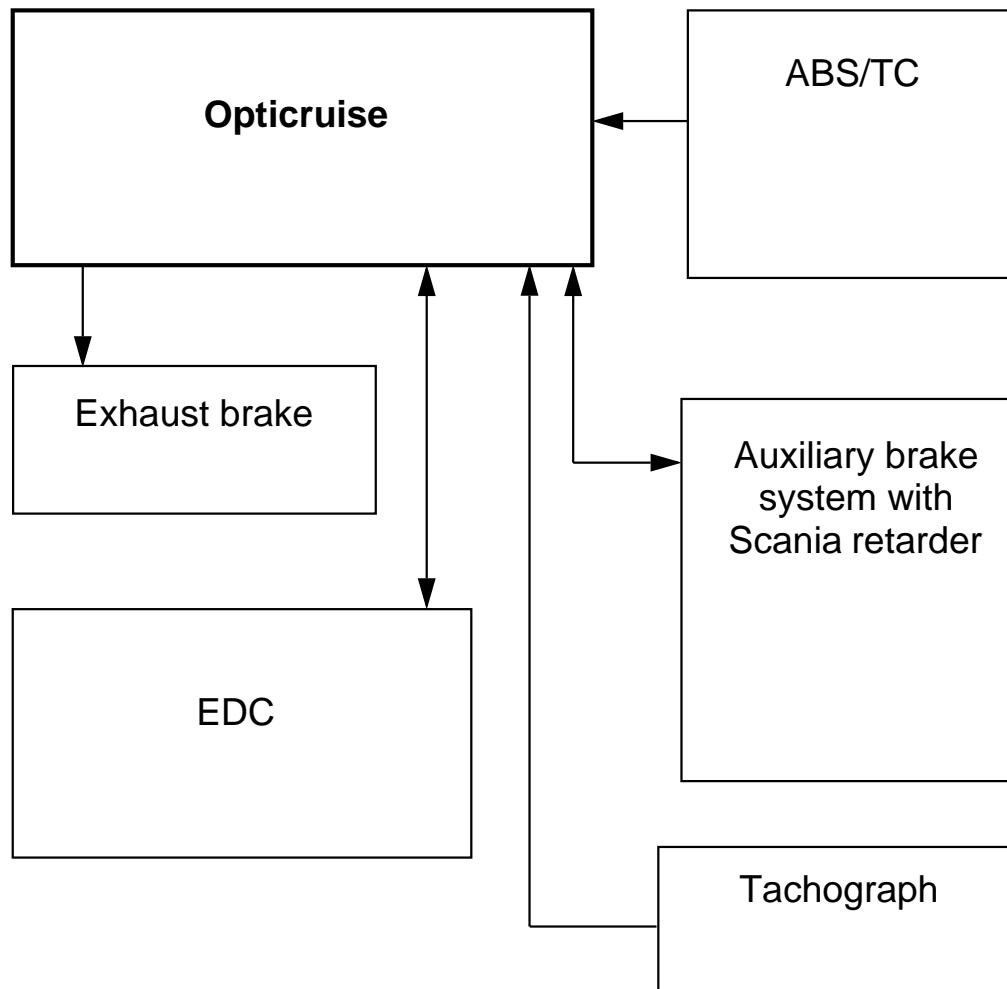 Opticruise
ABS/TC
Exhaust brake
Auxiliary brake
system with
Scania retarder
EDC
Tachograph